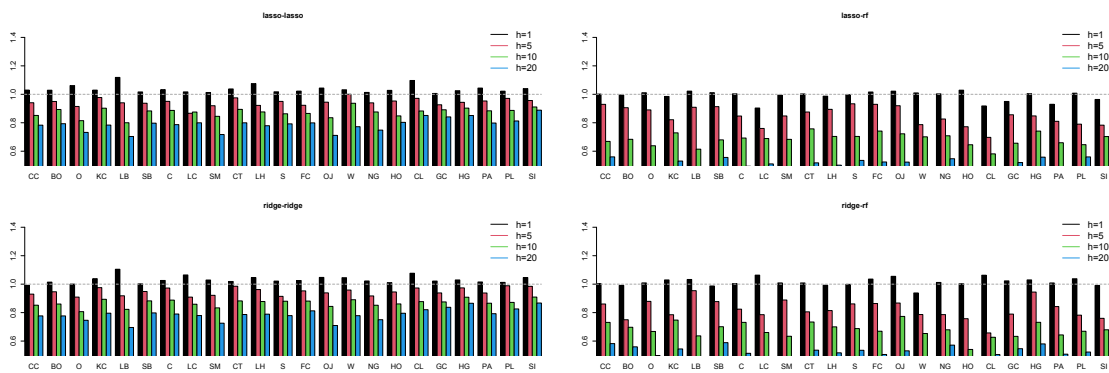 lasso-lasso
1.4
1.2
1.0
0.8
0.6
h=1
h=5
h=10
h=20
CC BO O KC LB SB C LC SM CT LH S FC OJ W NG HO CL GC HG PA PL SI
lasso-rf
1.4
1.2
1.0
0.8
0.6
h=1
h=5
h=10
h=20
CC BO O KC LB SB C LC SM CT LH S FC OJ W NG HO CL GC HG PA PL SI
ridge-ridge
1.4
1.2
1.0
0.8
0.6
h=1
h=5
h=10
h=20
CC BO O KC LB SB C LC SM CT LH S FC OJ W NG HO CL GC HG PA PL SI
ridge-rf
1.4
1.2
1.0
0.8
0.6
h=1
h=5
h=10
h=20
CC BO O KC LB SB C LC SM CT LH S FC OJ W NG HO CL GC HG PA PL SI